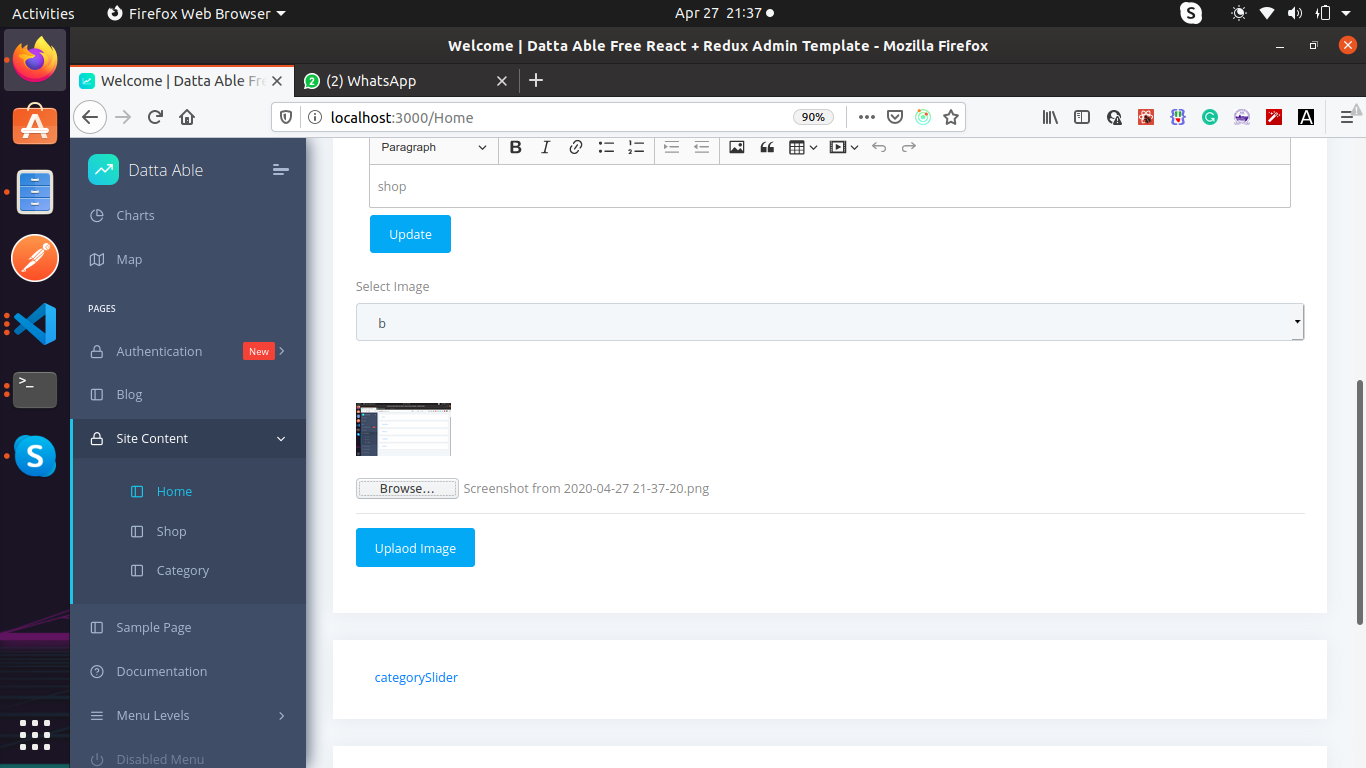 Activities
Firefox Web Browser
Apr 27 21:37
S
Welcome | Datta Able Free React + Redux Admin Template - Mozilla Firefox
Welcome | Datta Able Fre
2
(2) WhatsApp
localhost:3000/Home
90%
G
A
Datta Able
Charts
Map
PAGES
Authentication
New
Blog
Site Content
Home
Shop
Category
Sample Page
Documentation
Menu Levels
Disabled Menu
Paragraph
B
I
shop
Update
Select Image
b
Browse...
Screenshot from 2020-04-27 21-37-20.png
Uplaod Image
categorySlider
>_
S